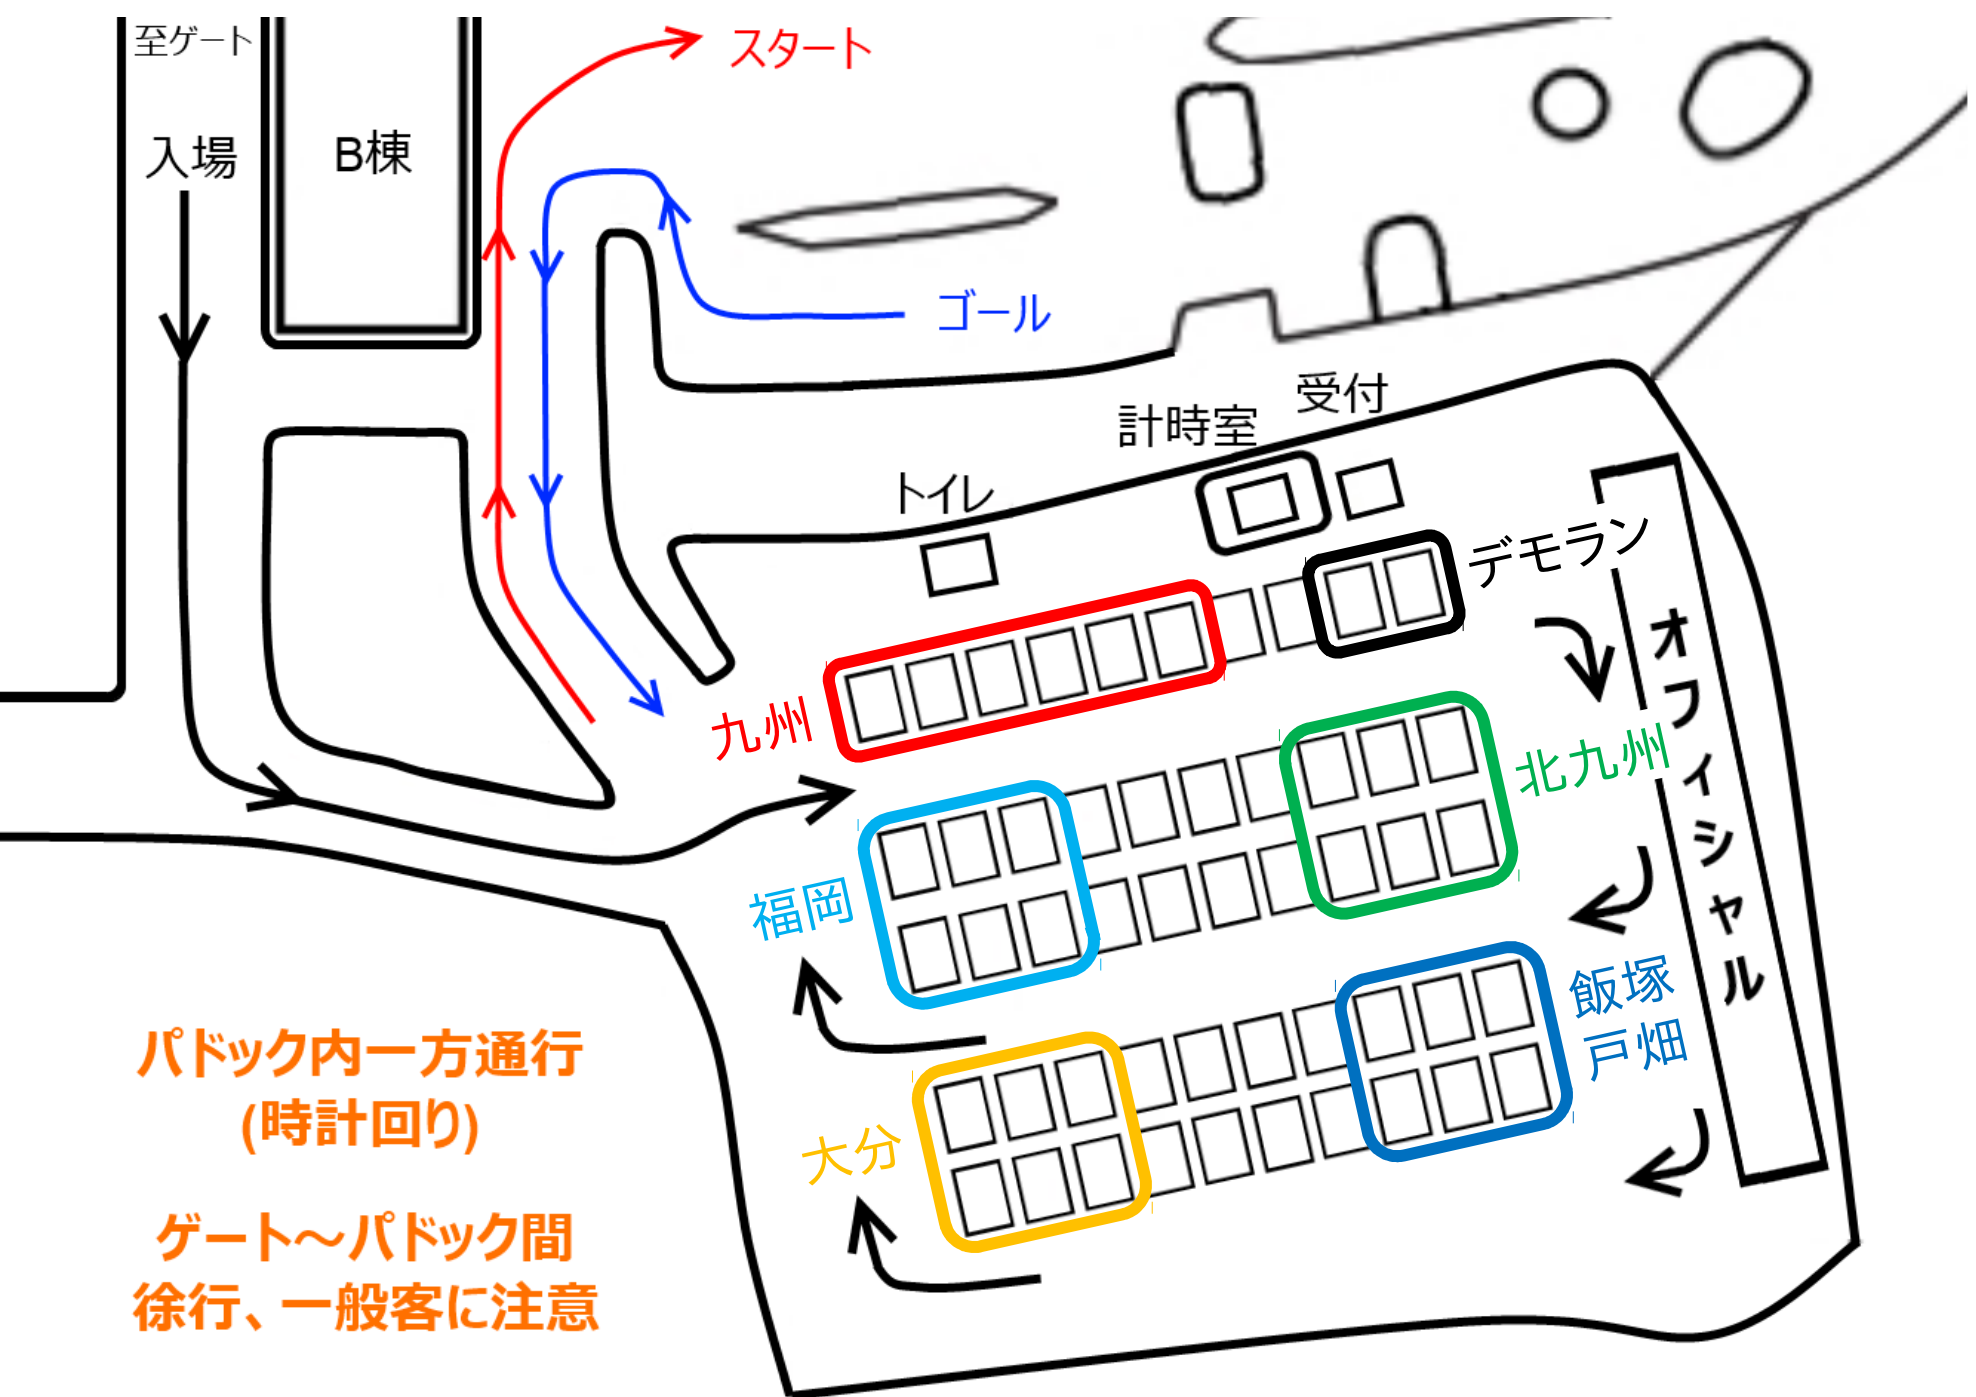 至ゲート
スタート
入場
B棟
ゴール
受付
計時室
トイレ
デモラン
オフィシャル
九州
北九州
福岡
飯塚
戸畑
大分
パドック内一方通行
(時計回り)
ゲート～パドック間
徐行、一般客に注意